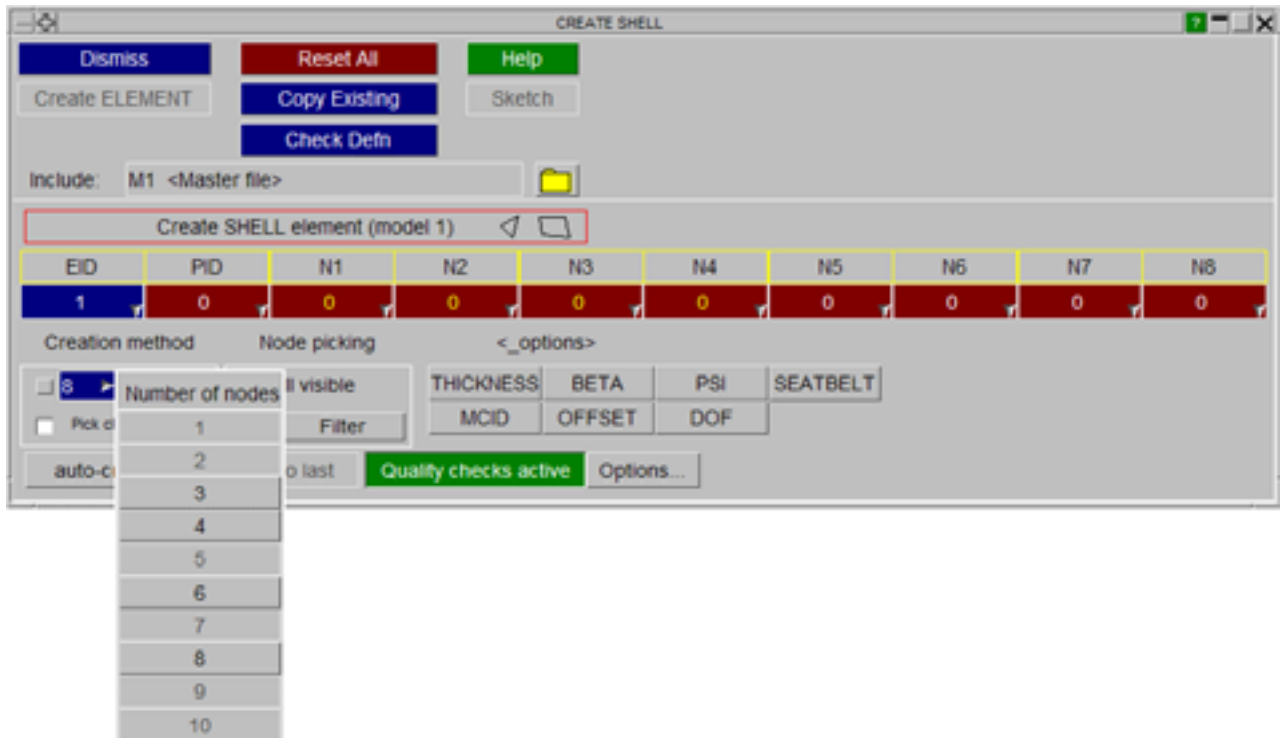 CREATE SHELL
?
Dismiss Reset All Help
Create ELEMENT Copy Existing Sketch
Check Defn
Include: M1 <Master file>
Create SHELL element (model 1)
EID PID N1 N2 N3 N4 N5 N6 N7 N8
1 0 0 0 0 0 0 0 0 0
Creation method Node picking <_options>
8 Number of nodes ll visible THICKNESS BETA PSI SEATBELT
Pick 1 Filter MCID OFFSET DOF
2
auto-c o last Quality checks active Options...
3
4
5
6
7
8
9
10